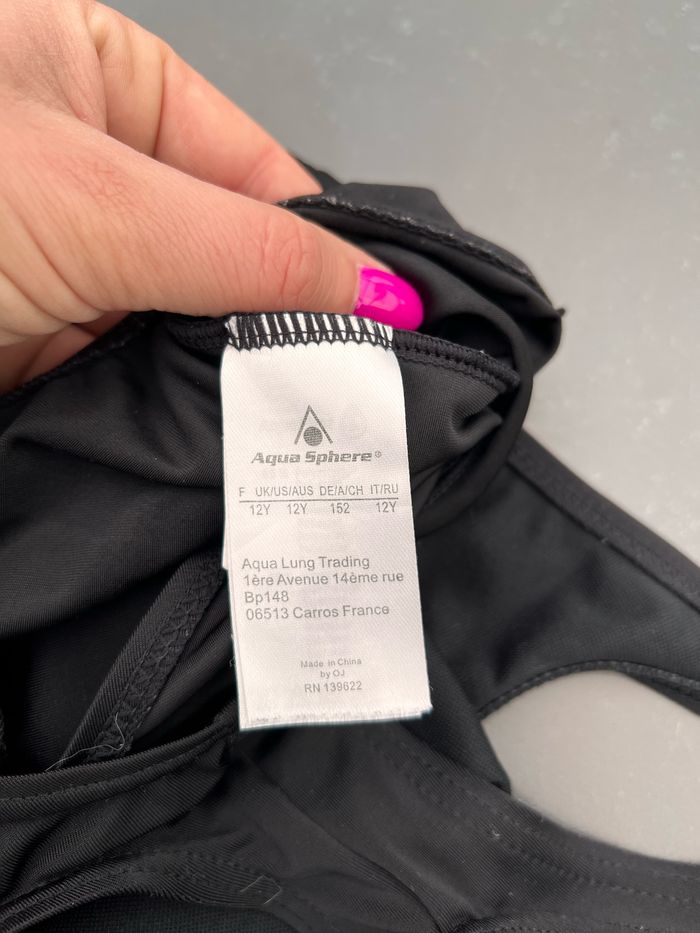 Aqua Sphere®
F UK/US/AUS DE/A/CH IT/RU
12Y 12Y 152 12Y
Aqua Lung Trading
1ère Avenue 14ème rue
Bp148
06513 Carros France
Made in China
by OJ
RN 139622